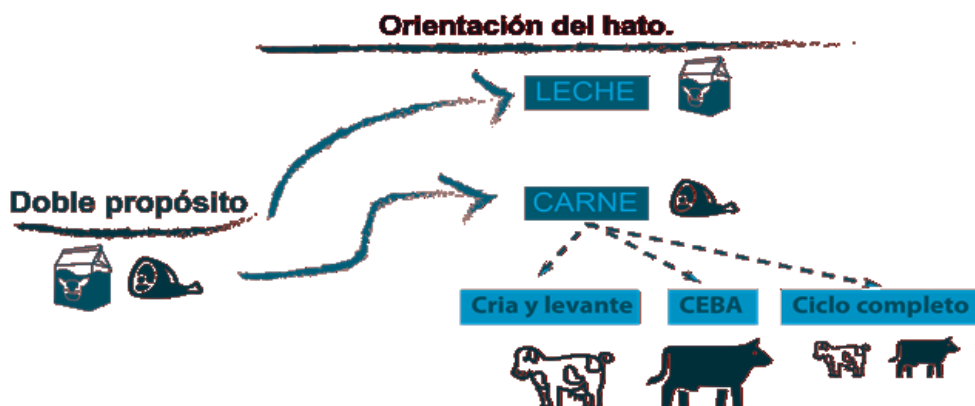 Orientación del hato.
LECHE
Doble propósito
CARNE
Cria y levante
CEBA
Ciclo completo